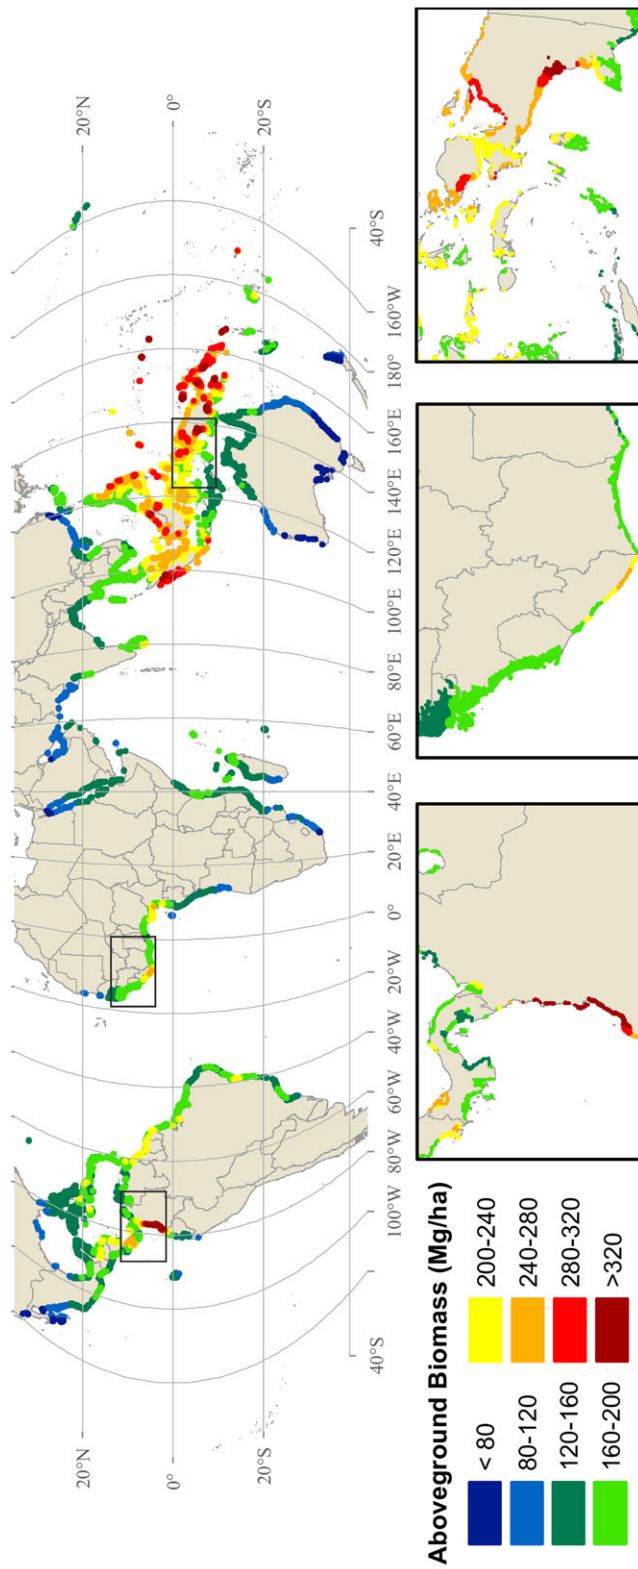 20°N
0°
20°S
40°S
20°N
0°
20°S
40°S
100°W
80°W
60°W
40°W
20°W
0°
20°E
40°E
60°E
80°E
100°E
120°E
140°E
160°E
180°
160°W
Aboveground Biomass (Mg/ha)
< 80
200-240
80-120
240-280
120-160
280-320
160-200
>320